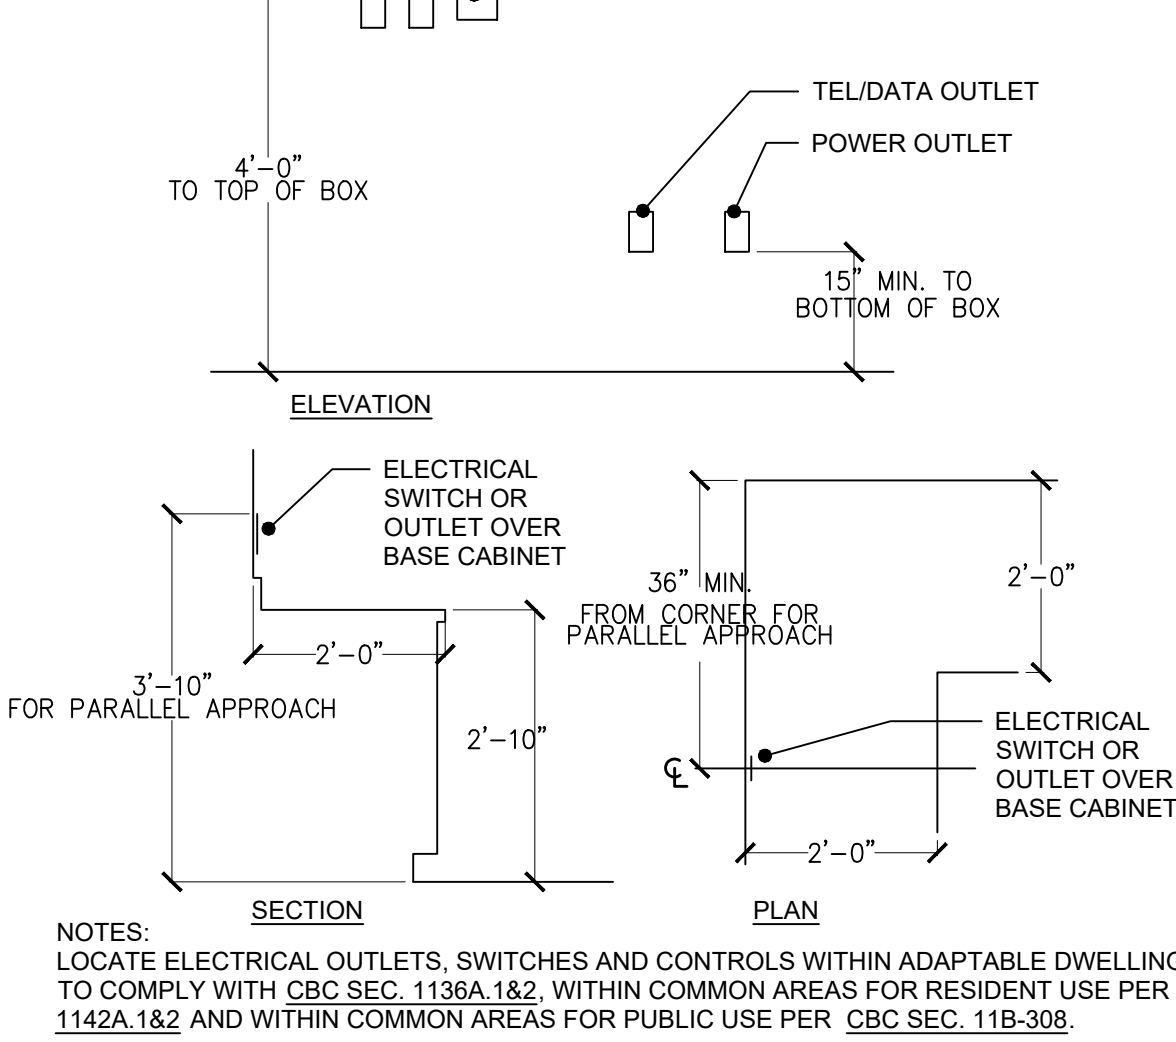 TEL/DATA OUTLET
POWER OUTLET
4'-0"
TO TOP OF BOX
15" MIN. TO
BOTTOM OF BOX
ELEVATION
ELECTRICAL
SWITCH OR
OUTLET OVER
BASE CABINET
2'-0"
3'-10"
FOR PARALLEL APPROACH
2'-10"
SECTION
36" MIN.
FROM CORNER FOR
PARALLEL APPROACH
2'-0"
ELECTRICAL
SWITCH OR
OUTLET OVER
BASE CABINET
℄
2'-0"
PLAN
NOTES:
LOCATE ELECTRICAL OUTLETS, SWITCHES AND CONTROLS WITHIN ADAPTABLE DWELLING
TO COMPLY WITH CBC SEC. 1136A.1&2, WITHIN COMMON AREAS FOR RESIDENT USE PER
1142A.1&2 AND WITHIN COMMON AREAS FOR PUBLIC USE PER CBC SEC. 11B-308.